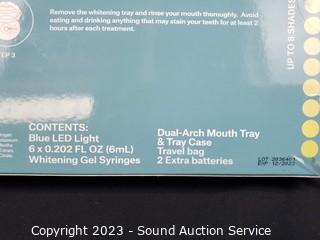 Remove the whitening tray and rinse your mouth thoroughly. Avoid
eating and drinking anything that may stain your teeth for at least 2
hours after each treatment.
STEP 3
UP TO 8 SHADES
CONTENTS:
Blue LED Light
6 x 0.202 FL OZ (6mL)
Whitening Gel Syringes
Dual-Arch Mouth Tray
& Tray Case
Travel bag
2 Extra batteries
EXP 12/2023
Copyright 2023 - Sound Auction Service